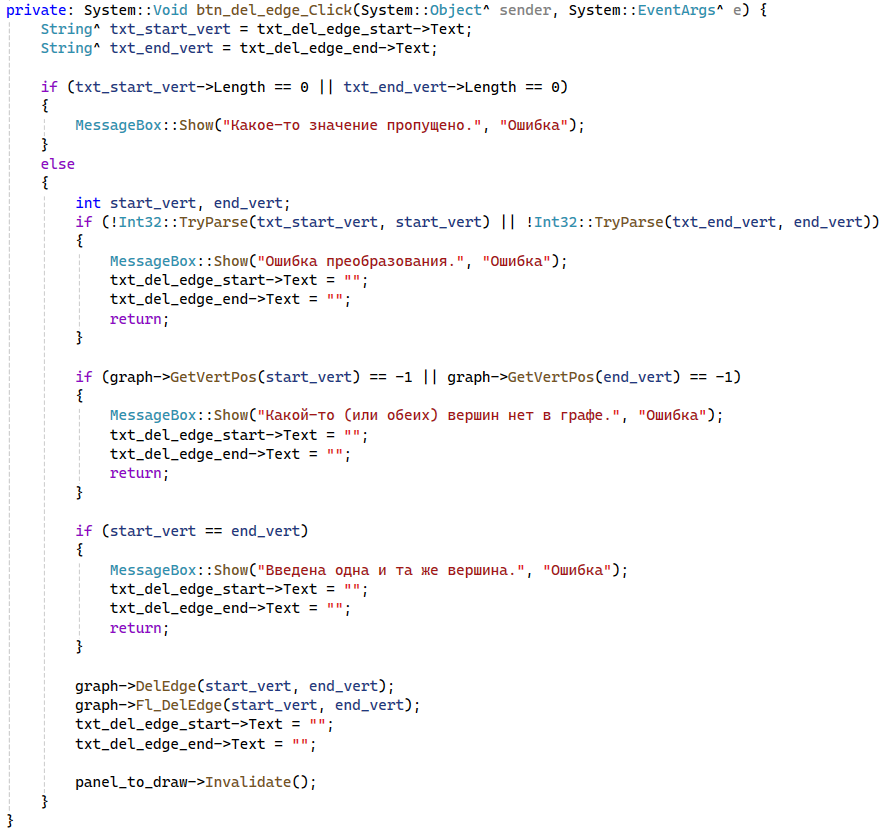 private: System::Void btn_del_edge_Click(System::Object^ sender, System::EventArgs^ e) {
    String^ txt_start_vert = txt_del_edge_start->Text;
    String^ txt_end_vert = txt_del_edge_end->Text;

    if (txt_start_vert->Length == 0 || txt_end_vert->Length == 0)
    {
        MessageBox::Show("Какое-то значение пропущено.", "Ошибка");
    }
    else
    {
        int start_vert, end_vert;
        if (!Int32::TryParse(txt_start_vert, start_vert) || !Int32::TryParse(txt_end_vert, end_vert))
        {
            MessageBox::Show("Ошибка преобразования.", "Ошибка");
            txt_del_edge_start->Text = "";
            txt_del_edge_end->Text = "";
            return;
        }

        if (graph->GetVertPos(start_vert) == -1 || graph->GetVertPos(end_vert) == -1)
        {
            MessageBox::Show("Какой-то (или обеих) вершин нет в графе.", "Ошибка");
            txt_del_edge_start->Text = "";
            txt_del_edge_end->Text = "";
            return;
        }

        if (start_vert == end_vert)
        {
            MessageBox::Show("Введена одна и та же вершина.", "Ошибка");
            txt_del_edge_start->Text = "";
            txt_del_edge_end->Text = "";
            return;
        }

        graph->DelEdge(start_vert, end_vert);
        graph->Fl_DelEdge(start_vert, end_vert);
        txt_del_edge_start->Text = "";
        txt_del_edge_end->Text = "";

        panel_to_draw->Invalidate();
    }
}